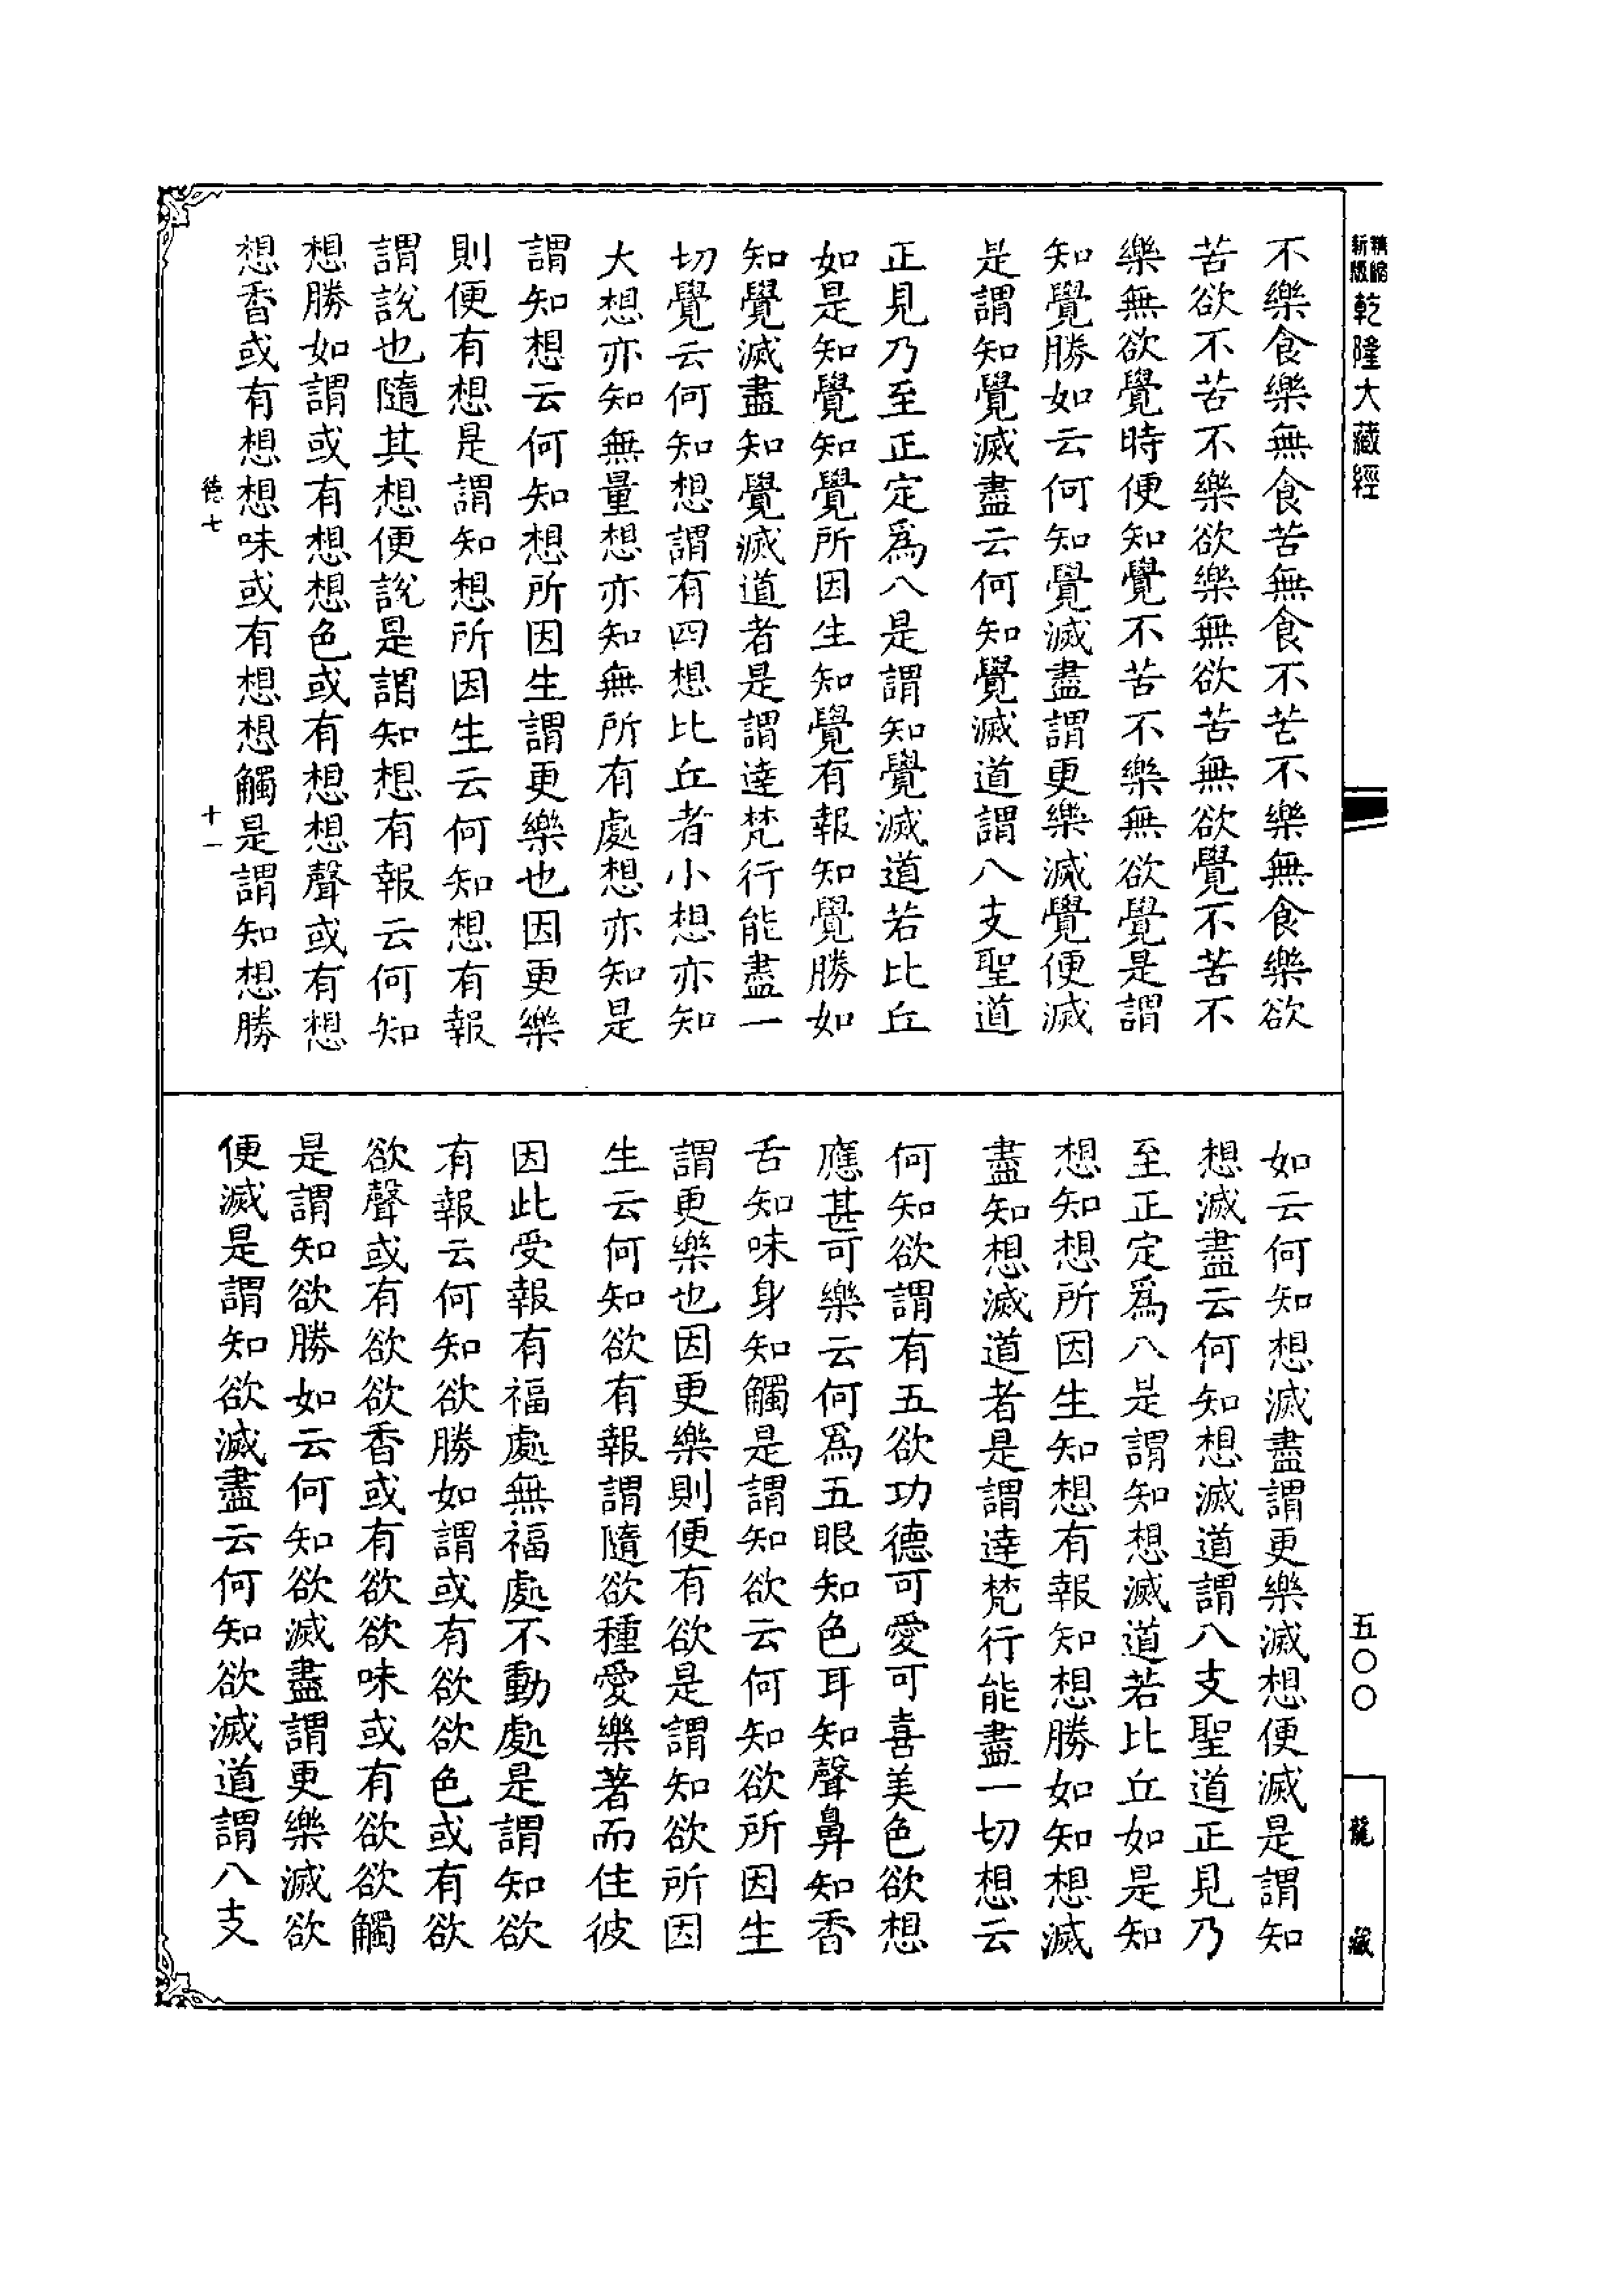 新版精縮
乾隆大藏經
不樂食樂無食苦無食不苦不樂無食樂欲
苦欲不苦不樂欲樂無欲苦無欲覺不苦不
樂無欲覺時便知覺不苦不樂無欲覺是謂
知覺勝如云何知覺滅盡謂更樂滅覺便滅
是謂知覺滅盡云何知覺滅道謂八支聖道
正見乃至正定爲八是謂知覺滅道若比丘
如是知覺知覺所因生知覺有報知覺勝如
知覺滅盡知覺滅道者是謂達梵行能盡一
切覺云何知想謂有四想比丘者小想亦知
大想亦知無量想亦知無所有處想亦知是
謂知想云何知想所因生謂更樂也因更樂
則便有想是謂知想所因生云何知想有報
謂說也隨其想便說是謂知想有報云何知
想勝如謂或有想想色或有想想聲或有想
想香或有想想味或有想想觸是謂知想勝
德七
十一
如云何知想滅盡謂更樂滅想便滅是謂知
想滅盡云何知想滅道謂八支聖道正見乃
至正定爲八是謂知想滅道若比丘如是知
想知想所因生知想有報知想勝如知想滅
盡知想滅道者是謂達梵行能盡一切想云
何知欲謂有五欲功德可愛可喜美色欲想
應甚可樂云何爲五眼知色耳知聲鼻知香
舌知味身知觸是謂知欲云何知欲所因生
謂更樂也因更樂則便有欲是謂知欲所因
生云何知欲有報謂隨欲種愛樂著而住彼
因此受報有福處無福處不動處是謂知欲
有報云何知欲勝如謂或有欲欲色或有欲
欲聲或有欲欲香或有欲欲味或有欲欲觸
是謂知欲勝如云何知欲滅盡謂更樂滅欲
便滅是謂知欲滅盡云何知欲滅道謂八支
五〇〇
龍藏